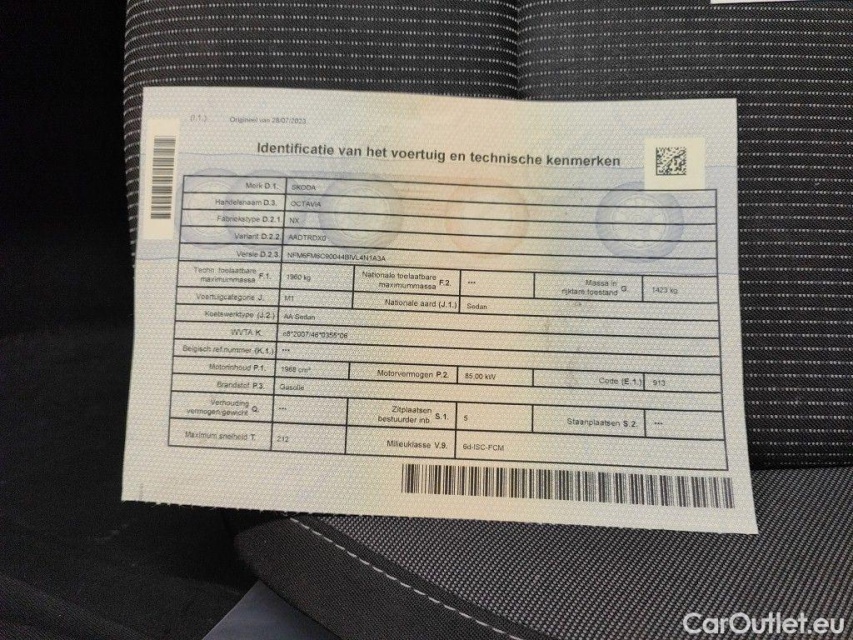 (I.1.) Origineel van 28/07/2023
Identificatie van het voertuig en technische kenmerken
Merk D.1. SKODA
Handelsnaam D.3. OCTAVIA
Fabriekstype D.2.1 NX
Variant D.2.2 AADTRDX0
Versie D.2.3.
Techn. toelaatbare maximummassa F.1. 1960 kg Nationale toelaatbare maximummassa F.2. --- Massa in rijklare toestand G. 1423 kg
Voertuigcategorie J. M1 Nationale aard (J.1.) Sedan
Koetswerktype (J.2.) AA Sedan
WVTA K. e8*2007/46*0355*06
Belgisch ref.nummer (K.1.) ---
Motorinhoud P.1. 1968 cm³ Motorvermogen P.2. 85.00 kW Code (E.1.) 913
Brandstof P.3. Gasolie
Verhouding vermogen/gewicht Q. --- Zitplaatsen bestuurder inb. S.1. 5 Staanplaatsen S.2. ---
Maximum snelheid T. 212 Milieuklasse V.9. 6d-ISC-FCM
CarOutlet.eu